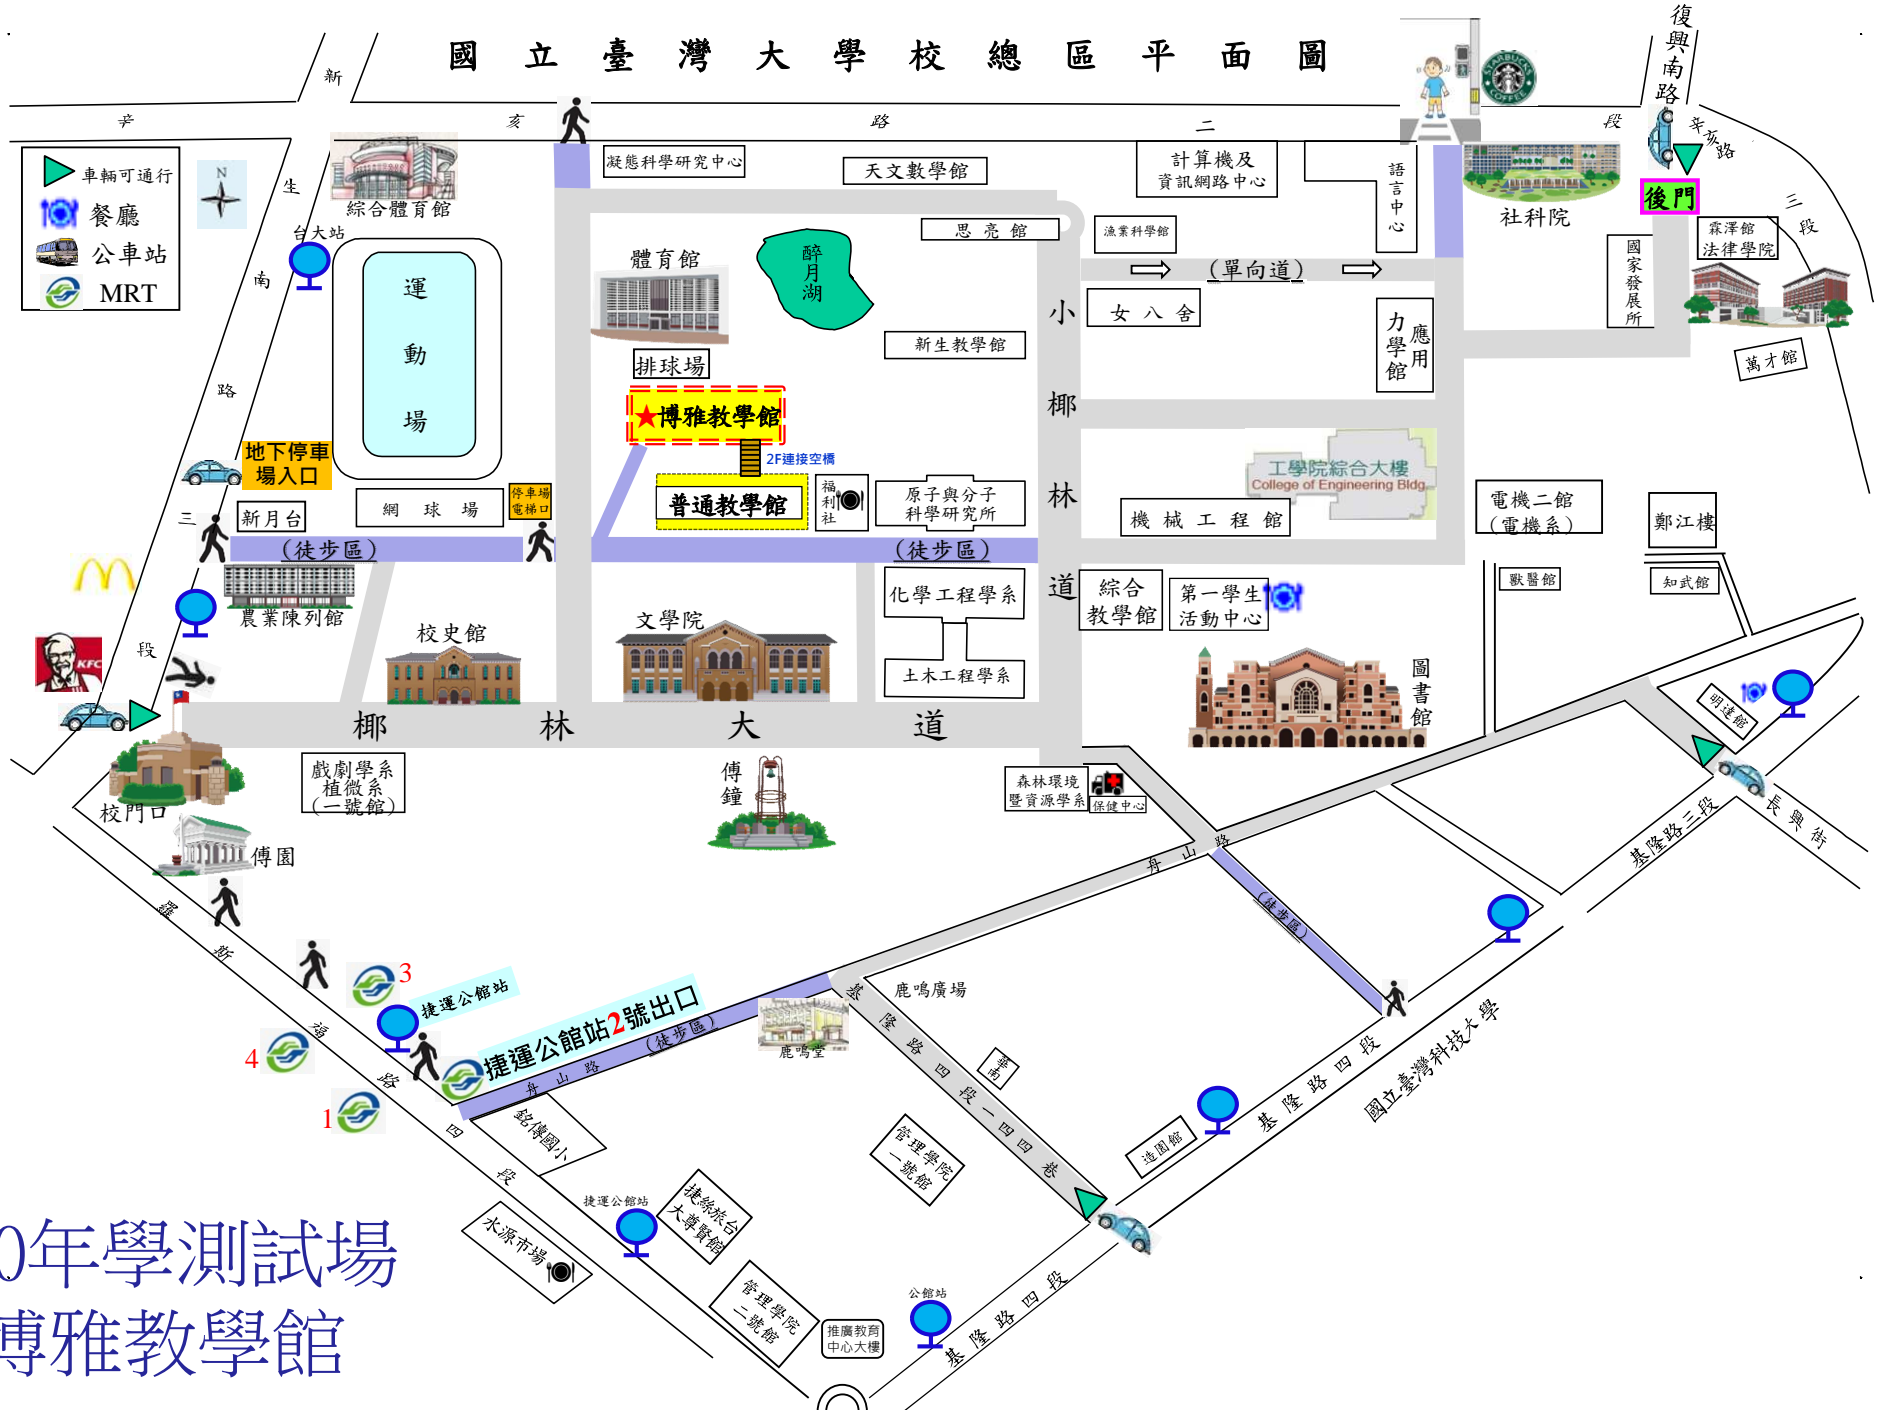 國立臺灣大學校總區平面圖
復興南路
新
辛
亥
路
二
段
辛亥路
三
段
車輛可通行
餐廳
公車站
MRT
N
生
南
路
三
段
綜合體育館
台大站
凝態科學研究中心
天文數學館
計算機及
資訊網路中心
語言中心
STARBUCKS
COFFEE
社科院
後門
霖澤館
法律學院
國家發展所
萬才館
思亮館
漁業科學館
(單向道)
體育館
醉月湖
運動場
女八舍
應用
力學館
新生教學館
排球場
★博雅教學館
2F連接空橋
普通教學館
福利社
原子與分子
科學研究所
小椰林道
工學院綜合大樓
College of Engineering Bldg.
機械工程館
電機二館
(電機系)
鄭江樓
地下停車
場入口
停車場
電梯口
網球場
新月台
(徒步區)
(徒步區)
獸醫館
知武館
農業陳列館
校史館
文學院
化學工程學系
土木工程學系
綜合
教學館
第一學生
活動中心
圖書館
明達館
KFC
椰林大道
校門口
戲劇學系
植微系
(一號館)
傅鐘
森林環境
暨資源學系
保健中心
傅園
舟山路
(徒步區)
基隆路三段
長興街
羅斯福路四段
3
捷運公館站
4
1
捷運公館站2號出口
舟山路
(徒步區)
鹿鳴堂
鹿鳴廣場
基隆路四段一四四巷
華南
銘傳國小
管理學院
一號館
造園館
基隆路四段
國立臺灣科技大學
捷運公館站
捷絲旅台
大尊賢館
水源市場
管理學院
二號館
推廣教育
中心大樓
公館站
基隆路四段
0年學測試場
博雅教學館